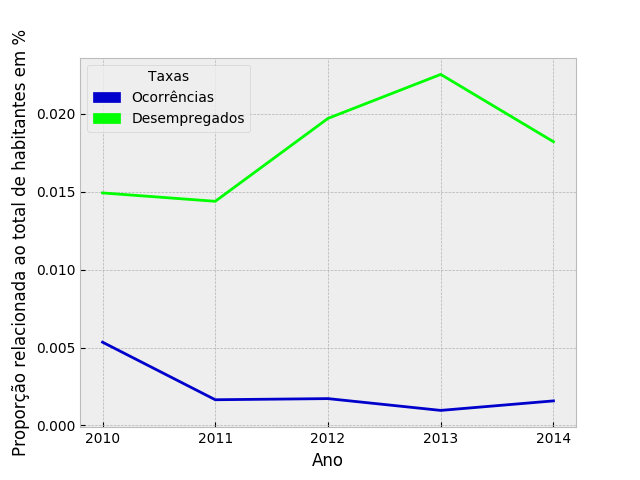 Proporção relacionada ao total de habitantes em %
Taxas
Ocorrências
Desempregados
0.020
0.015
0.010
0.005
0.000
2010 2011 2012 2013 2014
Ano